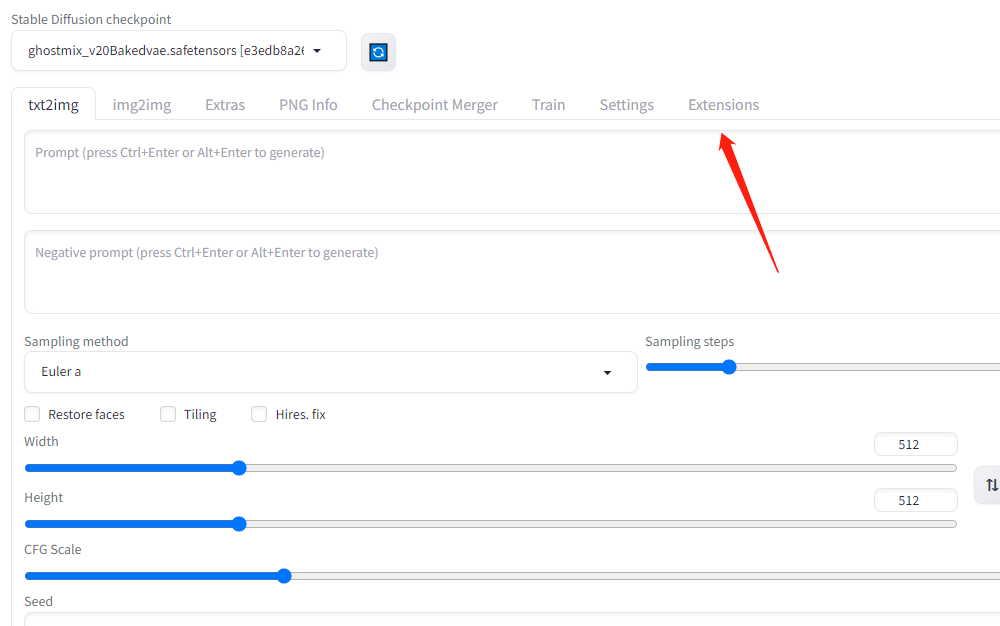 Stable Diffusion checkpoint
ghostmix_v20Bakedvae.safetensors [e3edb8a26
txt2img img2img Extras PNG Info Checkpoint Merger Train Settings Extensions
Prompt (press Ctrl+Enter or Alt+Enter to generate)
Negative prompt (press Ctrl+Enter or Alt+Enter to generate)
Sampling method Sampling steps
Euler a
Restore faces Tiling Hires. fix
Width 512
Height 512
CFG Scale
Seed